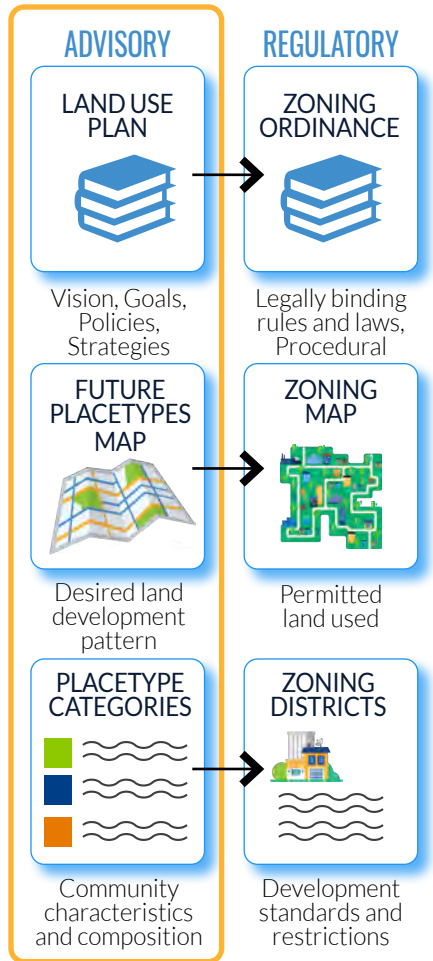 ADVISORY
REGULATORY
LAND USE
PLAN
ZONING
ORDINANCE
Vision, Goals,
Policies,
Strategies
Legally binding
rules and laws,
Procedural
FUTURE
PLACETYPES
MAP
ZONING
MAP
Desired land
development
pattern
Permitted
land used
PLACETYPE
CATEGORIES
ZONING
DISTRICTS
Community
characteristics
and composition
Development
standards and
restrictions